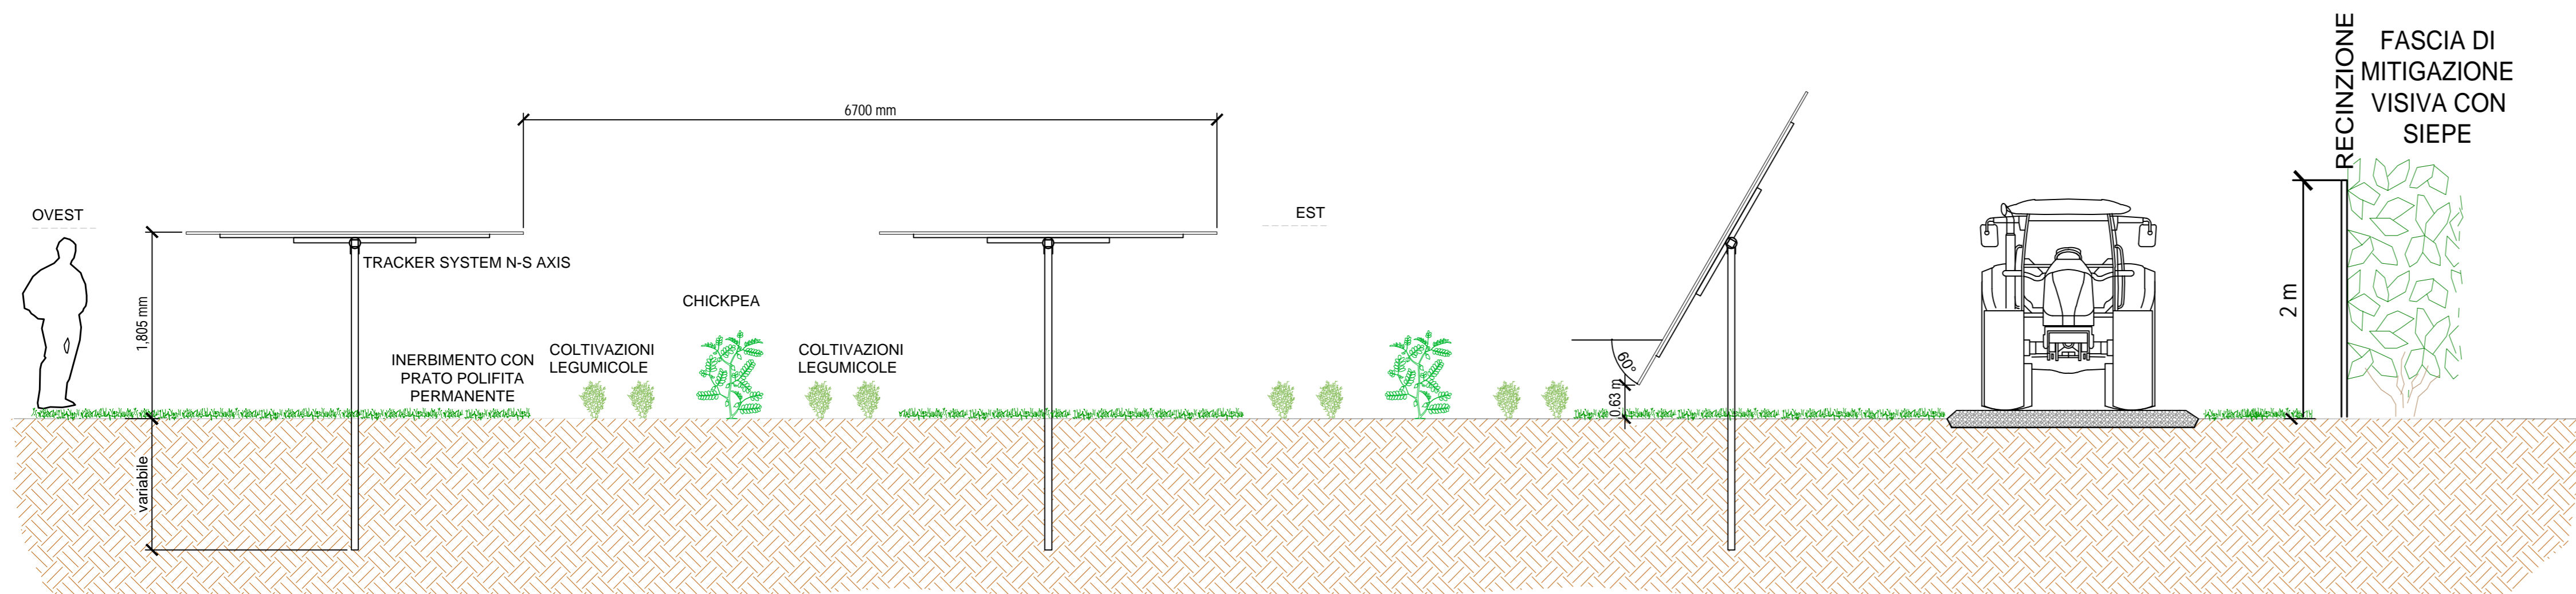 RECINZIONE
FASCIA DI
MITIGAZIONE
VISIVA CON
SIEPE
6700 mm
OVEST
EST
TRACKER SYSTEM N-S AXIS
1,805 mm
CHICKPEA
2 m
INERBIMENTO CON
PRATO POLIFITA
PERMANENTE
COLTIVAZIONI
LEGUMICOLE
COLTIVAZIONI
LEGUMICOLE
60°
0.63 m
variabile